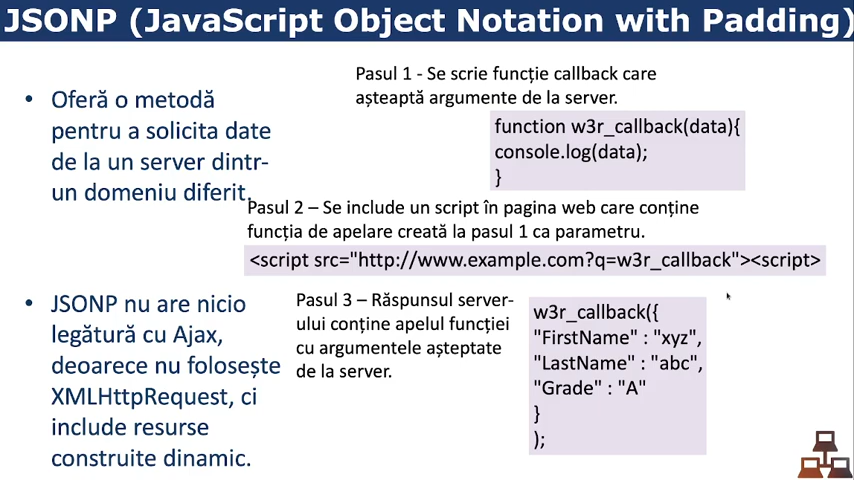 JSONP (JavaScript Object Notation with Padding)
• Oferă o metodă
pentru a solicita date
de la un server dintr-
un domeniu diferit.
Pasul 1 - Se scrie funcție callback care
așteaptă argumente de la server.
function w3r_callback(data){
console.log(data);
}
Pasul 2 – Se include un script în pagina web care conține
funcția de apelare creată la pasul 1 ca parametru.
<script src="http://www.example.com?q=w3r_callback"><script>
• JSONP nu are nicio
legătură cu Ajax,
deoarece nu folosește
XMLHttpRequest, ci
include resurse
construite dinamic.
Pasul 3 – Răspunsul server-
ului conține apelul funcției
cu argumentele așteptate
de la server.
w3r_callback({
"FirstName" : "xyz",
"LastName" : "abc",
"Grade" : "A"
}
);